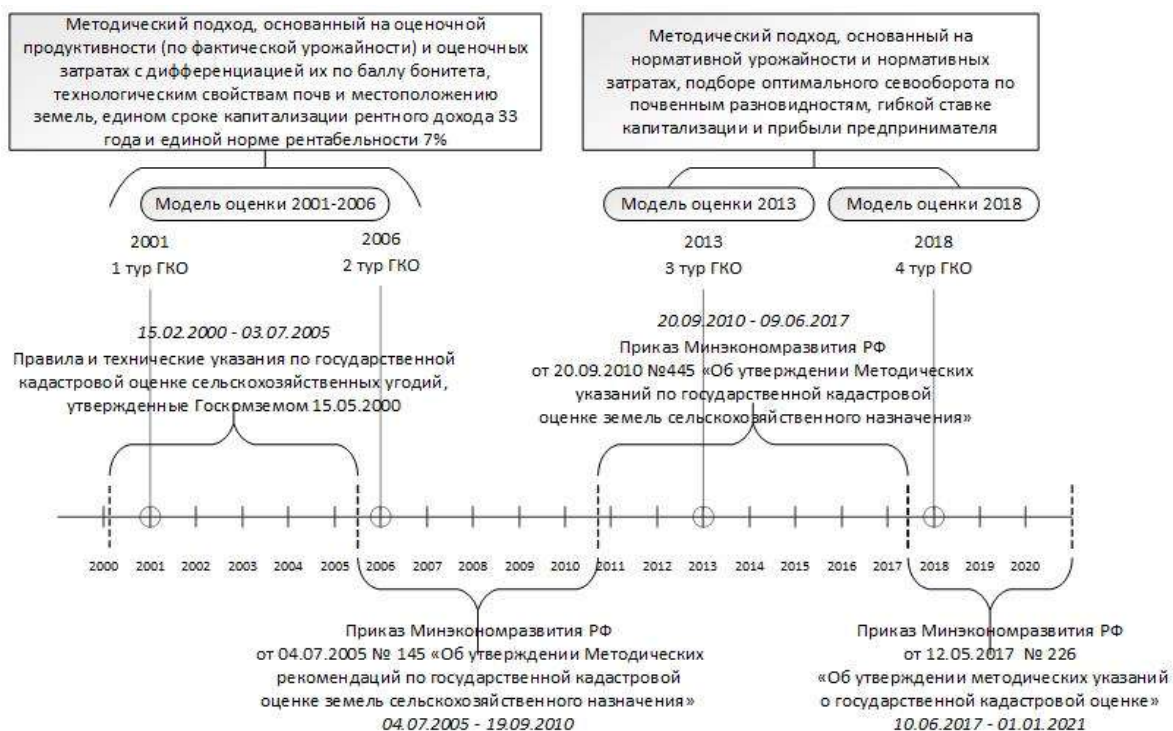 Методический подход, основанный на оценочной
продуктивности (по фактической урожайности) и оценочных
затратах с дифференциацией их по баллу бонитета,
технологическим свойствам почв и местоположению
земель, едином сроке капитализации рентного дохода 33
года и единой норме рентабельности 7%
Методический подход, основанный на
нормативной урожайности и нормативных
затратах, подборе оптимального севооборота по
почвенным разновидностям, гибкой ставке
капитализации и прибыли предпринимателя
Модель оценки 2001-2006
Модель оценки 2013
Модель оценки 2018
2001
1 тур ГКО
2006
2 тур ГКО
2013
3 тур ГКО
2018
4 тур ГКО
15.02.2000 - 03.07.2005
Правила и технические указания по государственной
кадастровой оценке сельскохозяйственных угодий,
утвержденные Госкомземом 15.05.2000
20.09.2010 - 09.06.2017
Приказ Минэкономразвития РФ
от 20.09.2010 №445 «Об утверждении Методических
указаний по государственной кадастровой
оценке земель сельскохозяйственного назначения»
2000 2001 2002 2003 2004 2005 2006 2007 2008 2009 2010 2011 2012 2013 2014 2015 2016 2017 2018 2019 2020
Приказ Минэкономразвития РФ
от 04.07.2005 № 145 «Об утверждении Методических
рекомендаций по государственной кадастровой
оценке земель сельскохозяйственного назначения»
04.07.2005 - 19.09.2010
Приказ Минэкономразвития РФ
от 12.05.2017 № 226
«Об утверждении методических указаний
о государственной кадастровой оценке»
10.06.2017 - 01.01.2021